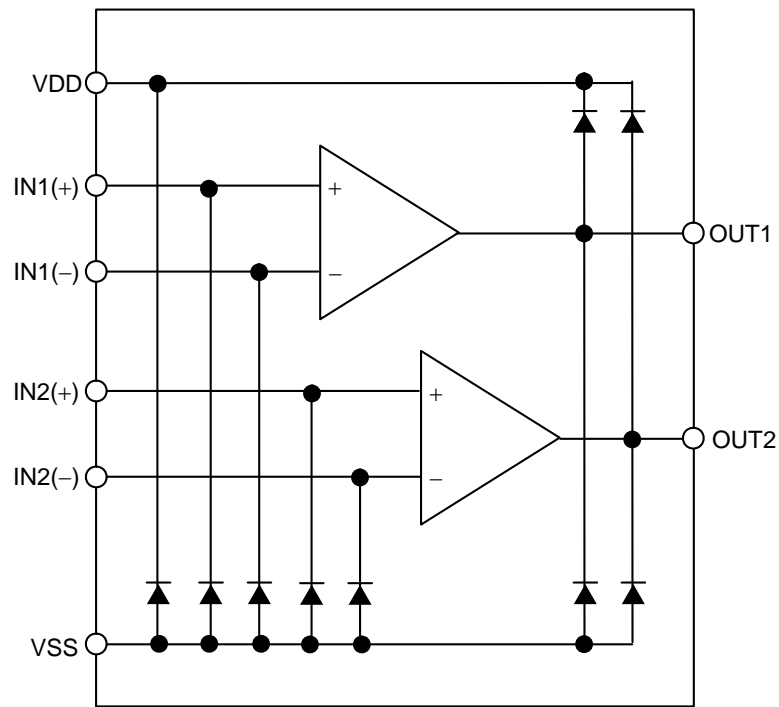 VDD
IN1(+)
+
OUT1
IN1(−)
−
IN2(+)
+
OUT2
IN2(−)
−
VSS